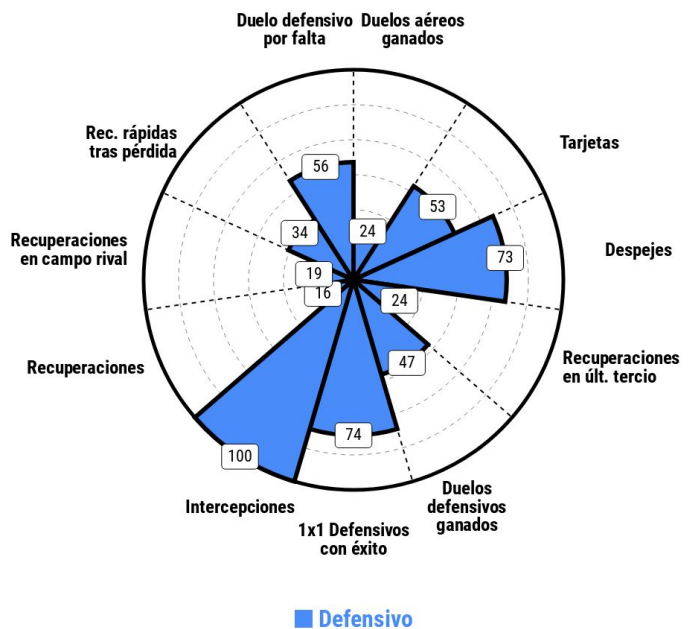 Duelo defensivo
por falta
Duelos aéreos
ganados
Tarjetas
Despejes
Recuperaciones
en últ. tercio
Duelos
defensivos
ganados
1x1 Defensivos
con éxito
Intercepciones
Recuperaciones
Recuperaciones
en campo rival
Rec. rápidas
tras pérdida
56
24
53
73
24
47
74
100
16
19
34
Defensivo